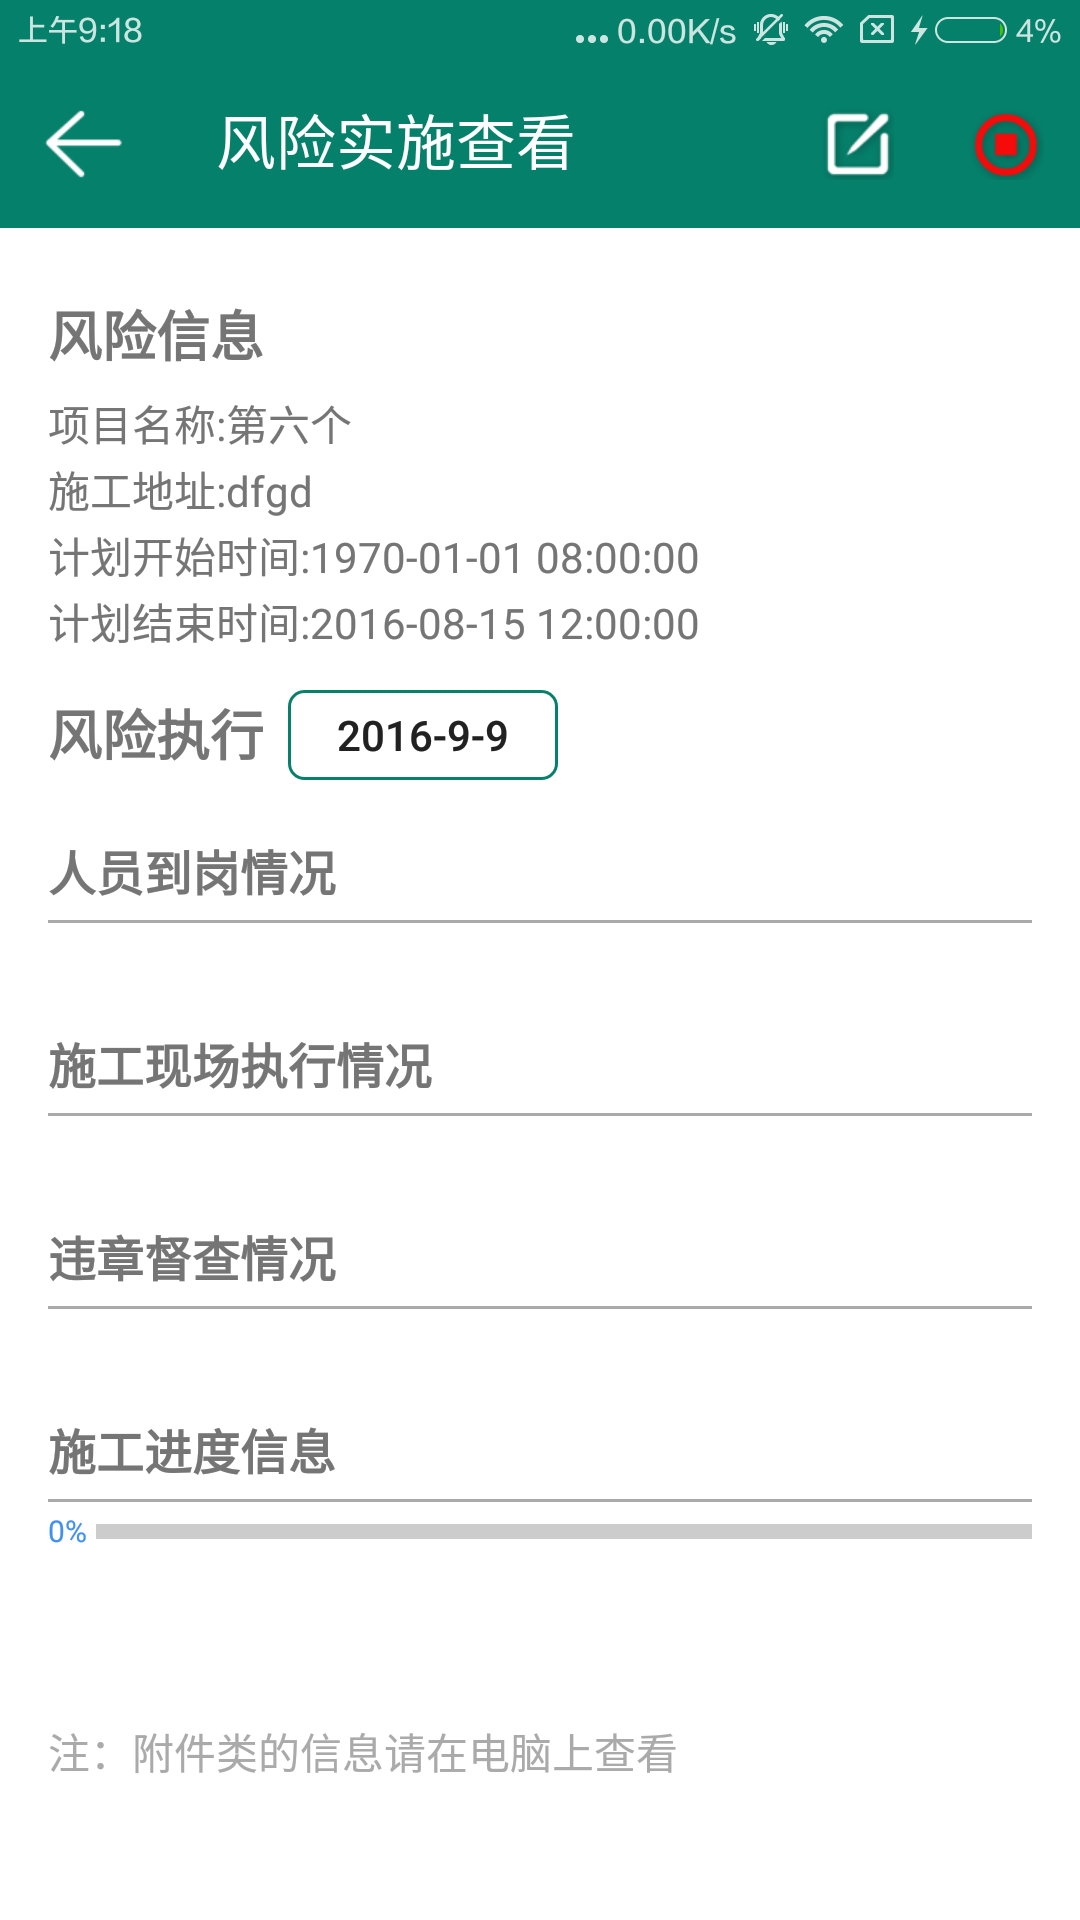 上午9:18
...0.00K/s
4%
风险实施查看
风险信息
项目名称:第六个
施工地址:dfgd
计划开始时间:1970-01-01 08:00:00
计划结束时间:2016-08-15 12:00:00
风险执行 2016-9-9
人员到岗情况
施工现场执行情况
违章督查情况
施工进度信息
0%
注：附件类的信息请在电脑上查看